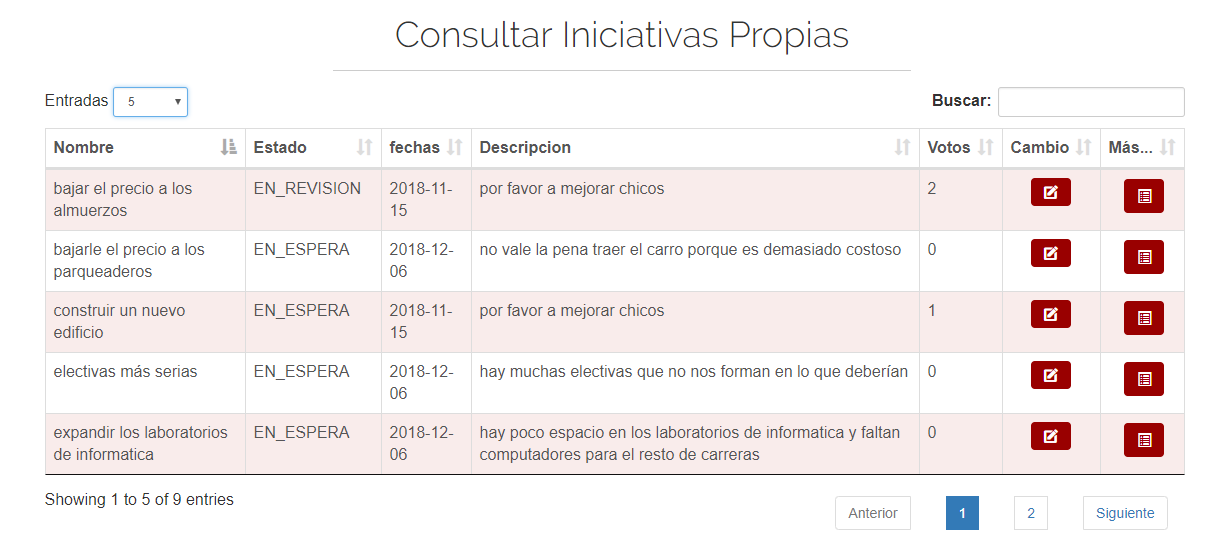 Consultar Iniciativas Propias
Entradas 5 Buscar:
Nombre Estado fechas Descripcion Votos Cambio Más...
bajar el precio a los EN_REVISION 2018-11- por favor a mejorar chicos 2
almuerzos 15
bajarle el precio a los EN_ESPERA 2018-12- no vale la pena traer el carro porque es demasiado costoso 0
parqueaderos 06
construir un nuevo EN_ESPERA 2018-11- por favor a mejorar chicos 1
edificio 15
electivas más serias EN_ESPERA 2018-12- hay muchas electivas que no nos forman en lo que deberían 0
06
expandir los laboratorios EN_ESPERA 2018-12- hay poco espacio en los laboratorios de informatica y faltan 0
de informatica 06 computadores para el resto de carreras
Showing 1 to 5 of 9 entries
Anterior 1 2 Siguiente